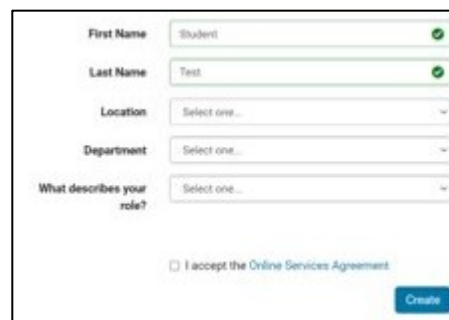 First Name Student
Last Name Test
Location Select one...
Department Select one...
What describes your Select one...
role?
I accept the Online Services Agreement
Create